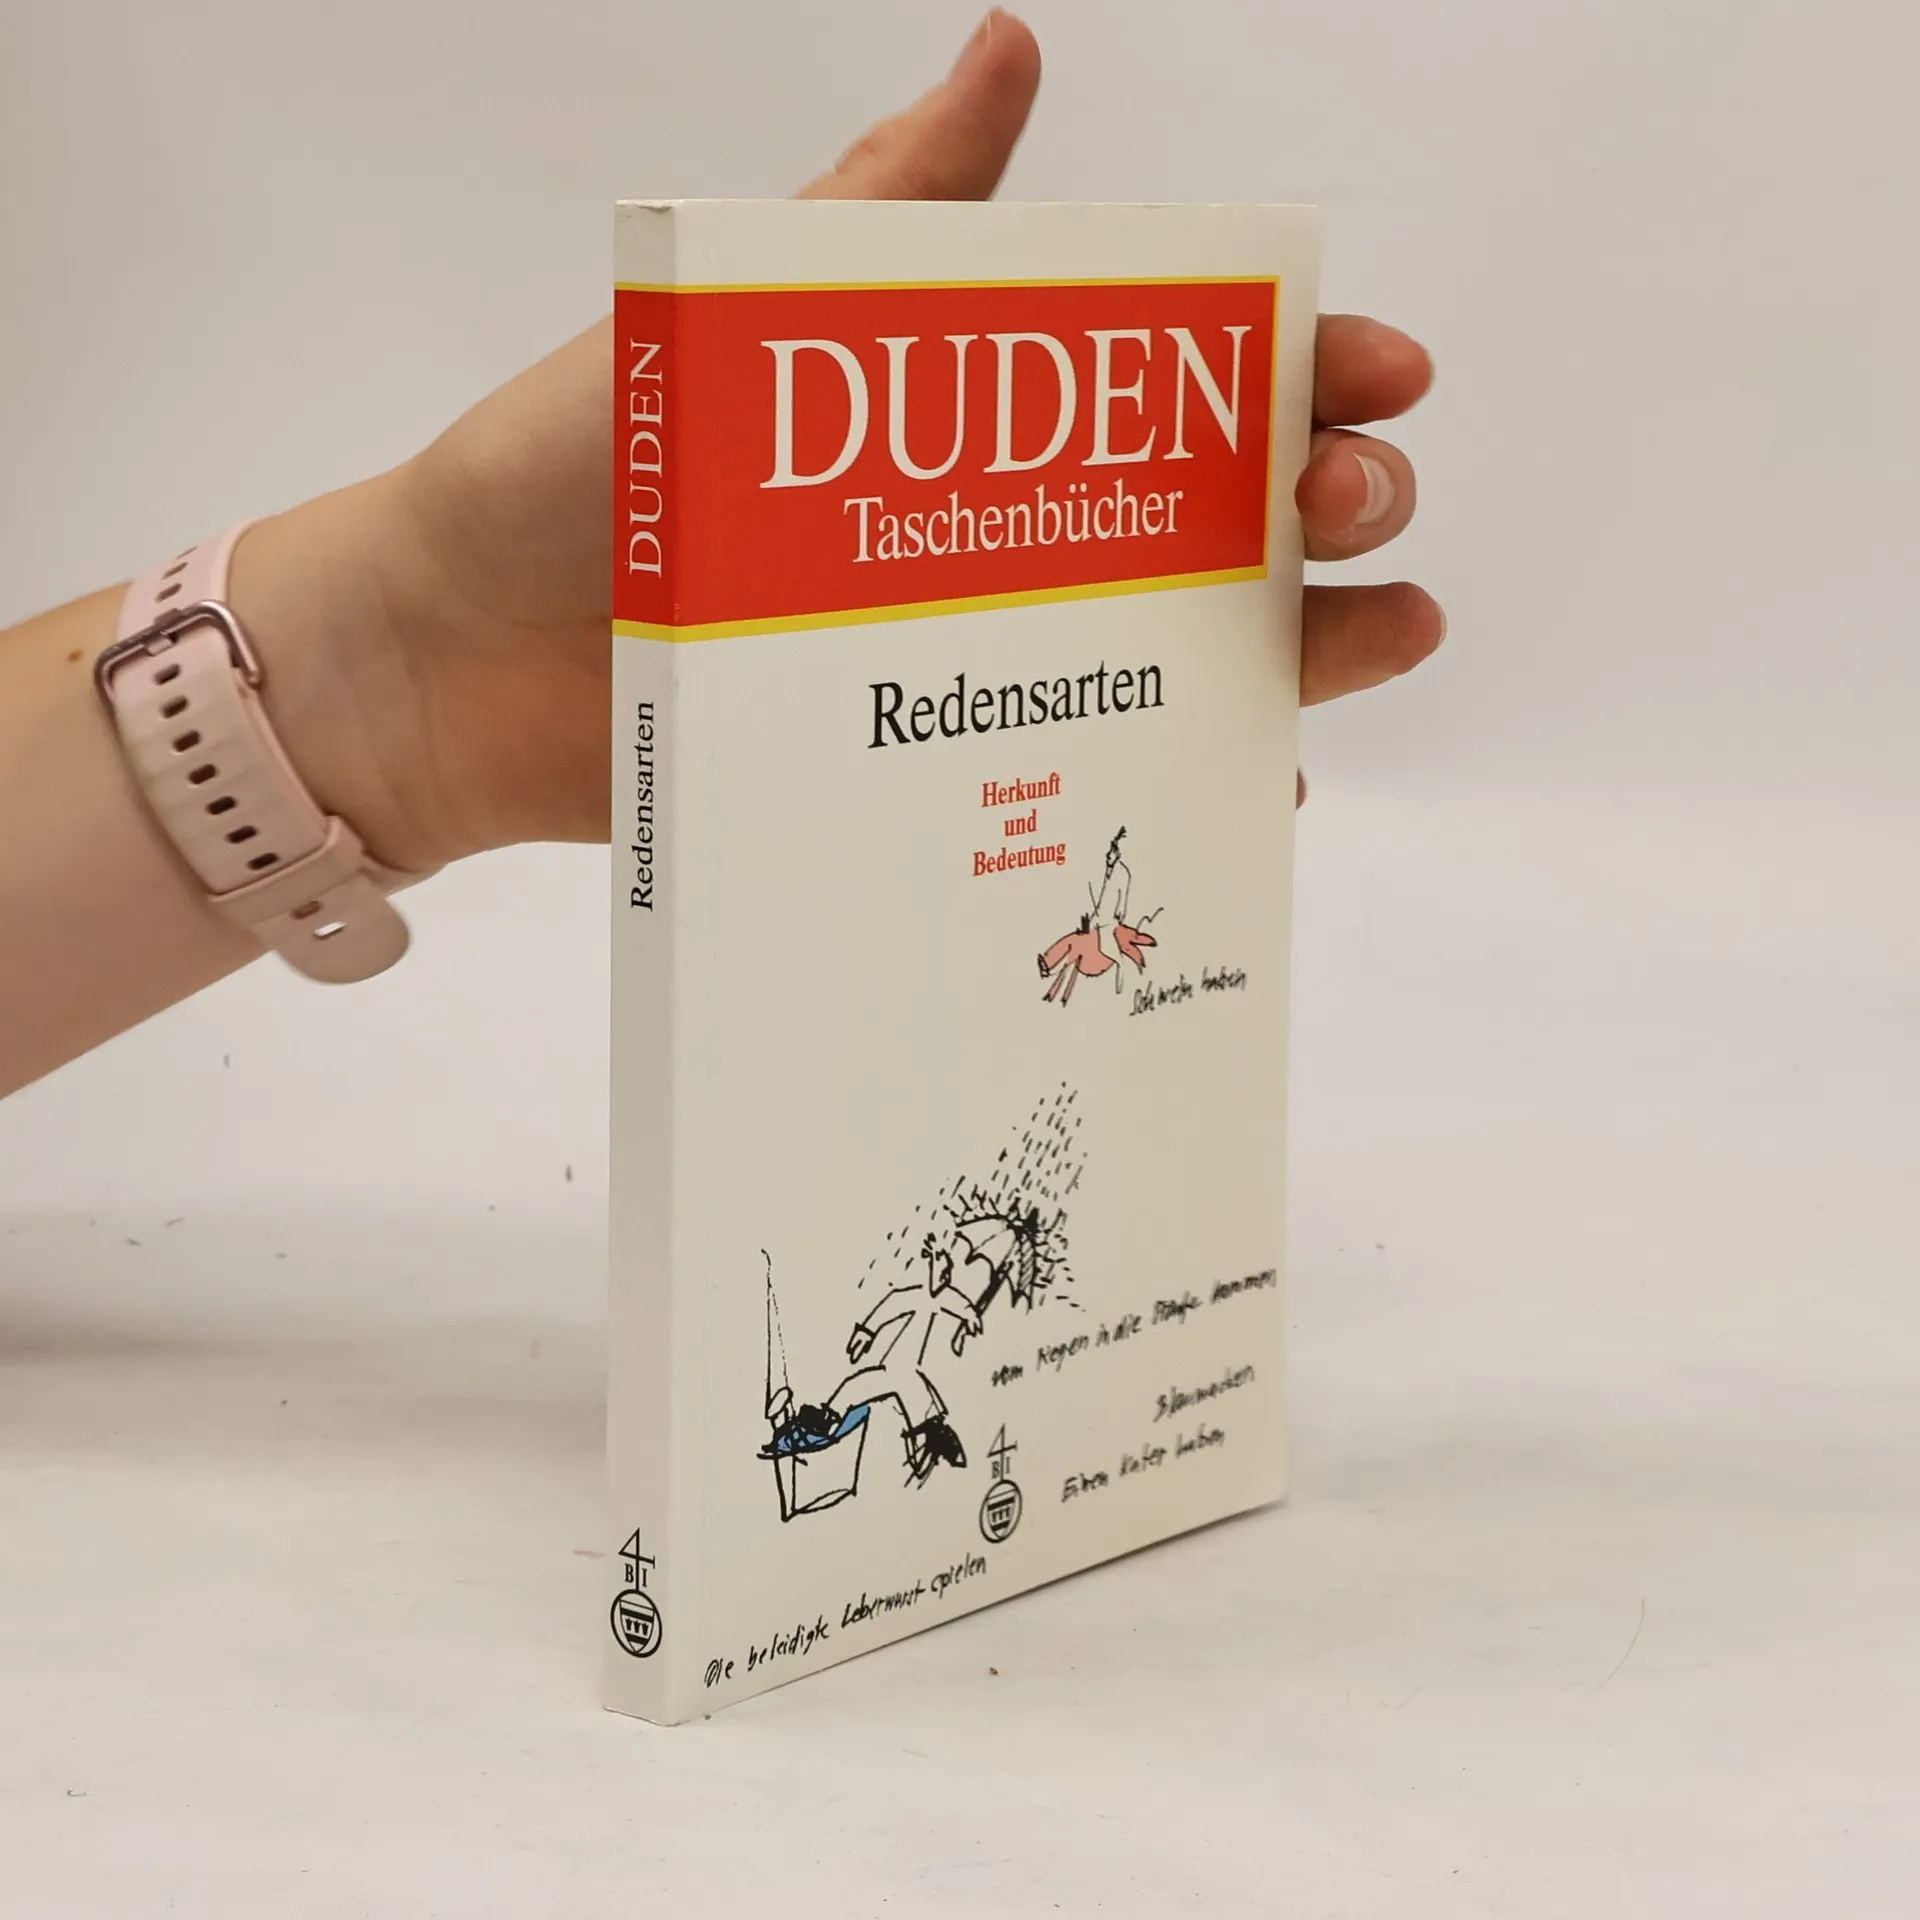 DUDEN
Taschenbücher
Redensarten
Herkunft
und
Bedeutung
Schwein haben
vom Regen in die Traufe kommen
Blaumachen
Einen Kater haben
B I
Die beleidigte Leberwurst spielen
DUDEN
Redensarten
B I